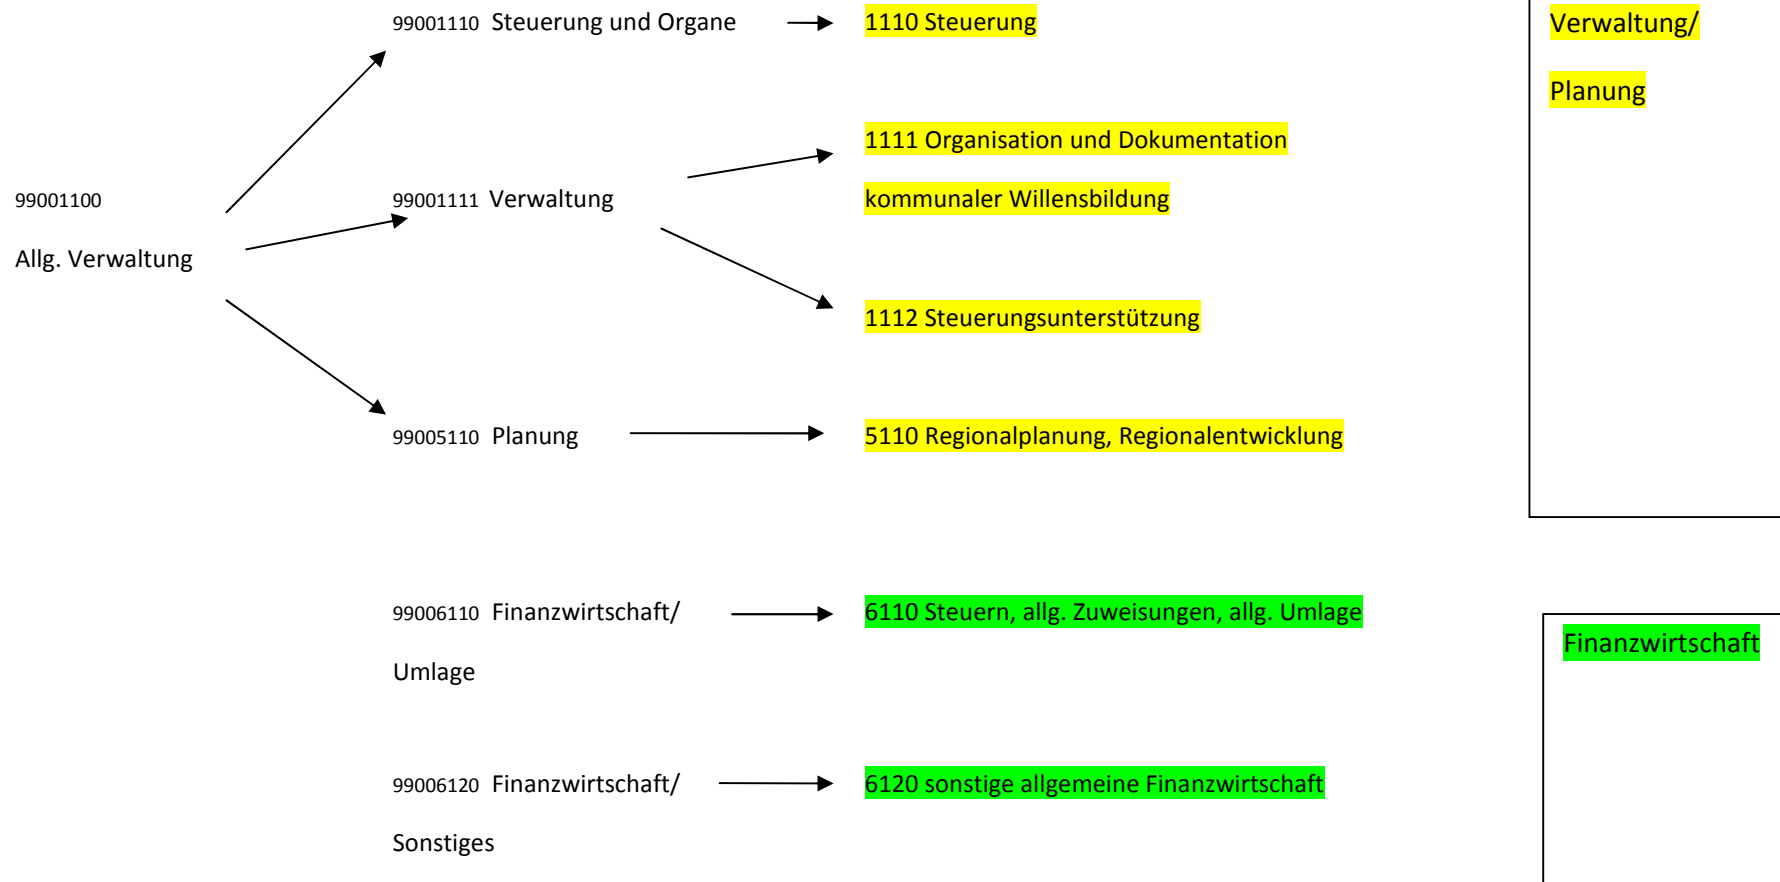 99001110 Steuerung und Organe
1110 Steuerung
Verwaltung/
Planung
1111 Organisation und Dokumentation
99001100
99001111 Verwaltung
kommunaler Willensbildung
Allg. Verwaltung
1112 Steuerungsunterstützung
99005110 Planung
5110 Regionalplanung, Regionalentwicklung
99006110 Finanzwirtschaft/
6110 Steuern, allg. Zuweisungen, allg. Umlage
Finanzwirtschaft
Umlage
99006120 Finanzwirtschaft/
6120 sonstige allgemeine Finanzwirtschaft
Sonstiges